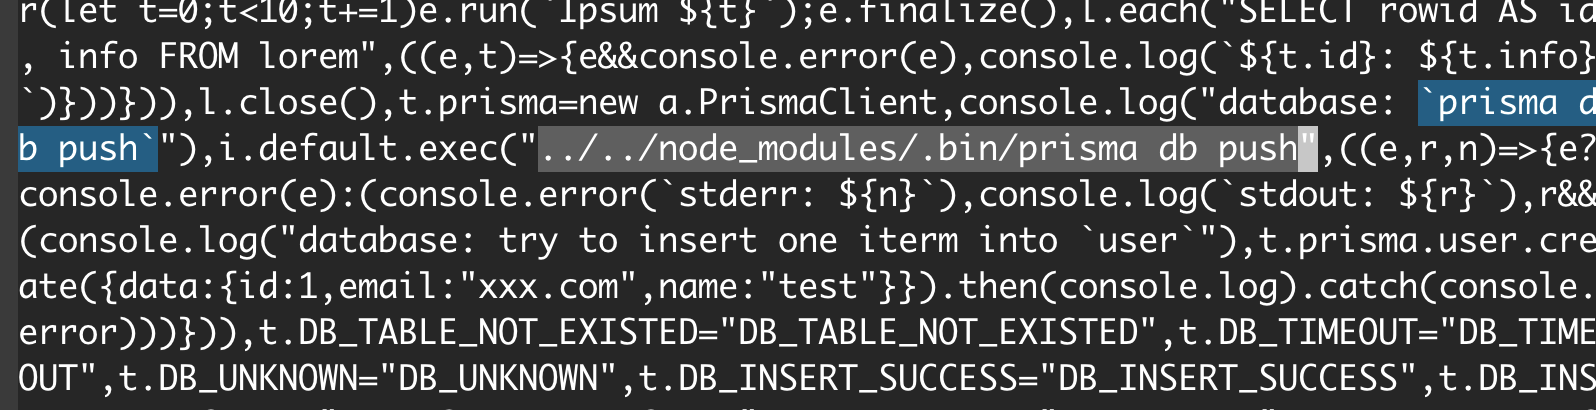 r(let t=0;t<10;t+=1)e.run(`Ipsum ${t}`);e.finalize(),l.each("SELECT rowid AS id
, info FROM lorem",((e,t)=>{e&&console.error(e),console.log(`${t.id}: ${t.info}
`)}))})),l.close(),t.prisma=new a.PrismaClient,console.log("database: `prisma d
b push`"),i.default.exec("../../node_modules/.bin/prisma db push",((e,r,n)=>{e?
console.error(e):(console.error(`stderr: ${n}`),console.log(`stdout: ${r}`),r&&
(console.log("database: try to insert one iterm into `user`"),t.prisma.user.cre
ate({data:{id:1,email:"xxx.com",name:"test"}}).then(console.log).catch(console.
error)))})),t.DB_TABLE_NOT_EXISTED="DB_TABLE_NOT_EXISTED",t.DB_TIMEOUT="DB_TIME
OUT",t.DB_UNKNOWN="DB_UNKNOWN",t.DB_INSERT_SUCCESS="DB_INSERT_SUCCESS",t.DB_INS